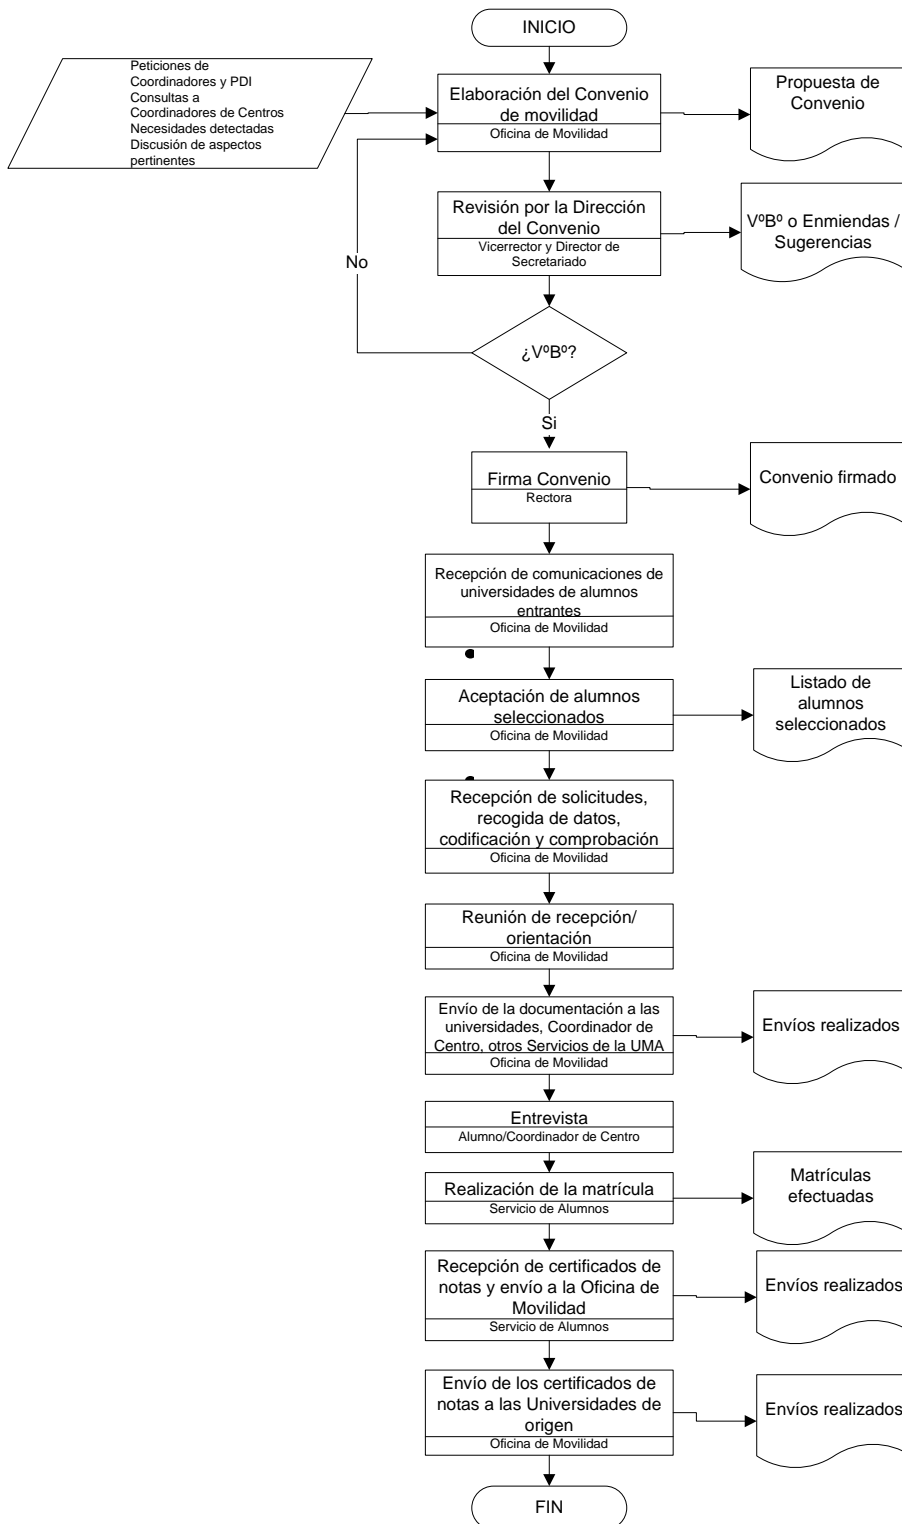 INICIO
Peticiones de
Coordinadores y PDI
Consultas a
Coordinadores de Centros
Necesidades detectadas
Discusión de aspectos
pertinentes
Elaboración del Convenio
de movilidad
Oficina de Movilidad
Propuesta de
Convenio
Revisión por la Dirección
del Convenio
Vicerrector y Director de
Secretariado
VºBº o Enmiendas /
Sugerencias
No
¿VºBº?
Si
Firma Convenio
Rectora
Convenio firmado
Recepción de comunicaciones de
universidades de alumnos
entrantes
Oficina de Movilidad
Aceptación de alumnos
seleccionados
Oficina de Movilidad
Listado de
alumnos
seleccionados
Recepción de solicitudes,
recogida de datos,
codificación y comprobación
Oficina de Movilidad
Reunión de recepción/
orientación
Oficina de Movilidad
Envío de la documentación a las
universidades, Coordinador de
Centro, otros Servicios de la UMA
Oficina de Movilidad
Envíos realizados
Entrevista
Alumno/Coordinador de Centro
Realización de la matrícula
Servicio de Alumnos
Matrículas
efectuadas
Recepción de certificados de
notas y envío a la Oficina de
Movilidad
Servicio de Alumnos
Envíos realizados
Envío de los certificados de
notas a las Universidades de
origen
Oficina de Movilidad
Envíos realizados
FIN